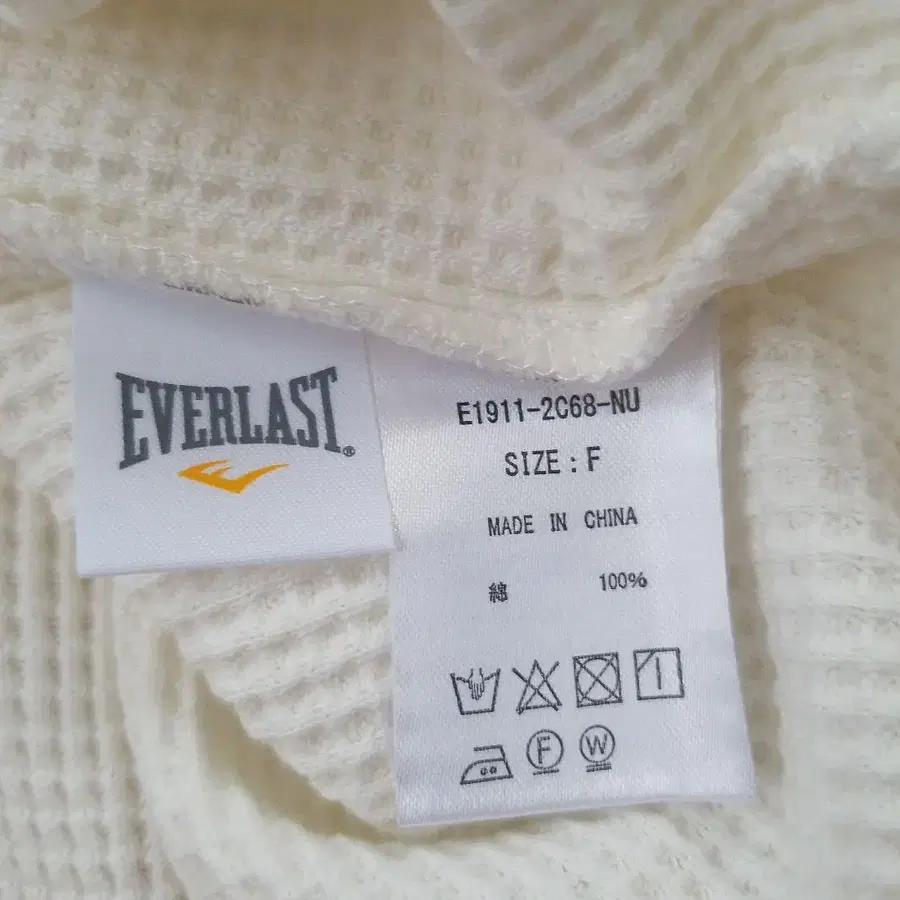 EVERLAST®
E1911-2C68-NU
SIZE : F
MADE IN CHINA
綿 100%
F W